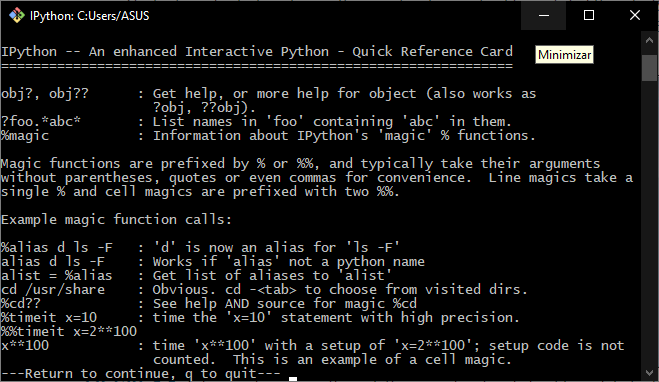 IPython: C:Users/ASUS
IPython -- An enhanced Interactive Python - Quick Reference Card
Minimizar
================================================================
obj?, obj??      : Get help, or more help for object (also works as
                   ?obj, ??obj).
?foo.*abc*       : List names in 'foo' containing 'abc' in them.
%magic           : Information about IPython's 'magic' % functions.
Magic functions are prefixed by % or %%, and typically take their arguments
without parentheses, quotes or even commas for convenience.  Line magics take a
single % and cell magics are prefixed with two %%.
Example magic function calls:
%alias d ls -F   : 'd' is now an alias for 'ls -F'
alias d ls -F    : Works if 'alias' not a python name
alist = %alias   : Get list of aliases to 'alist'
cd /usr/share    : Obvious. cd -<tab> to choose from visited dirs.
%cd??            : See help AND source for magic %cd
%timeit x=10     : time the 'x=10' statement with high precision.
%%timeit x=2**100
x**100           : time 'x**100' with a setup of 'x=2**100'; setup code is not
                   counted.  This is an example of a cell magic.
---Return to continue, q to quit---